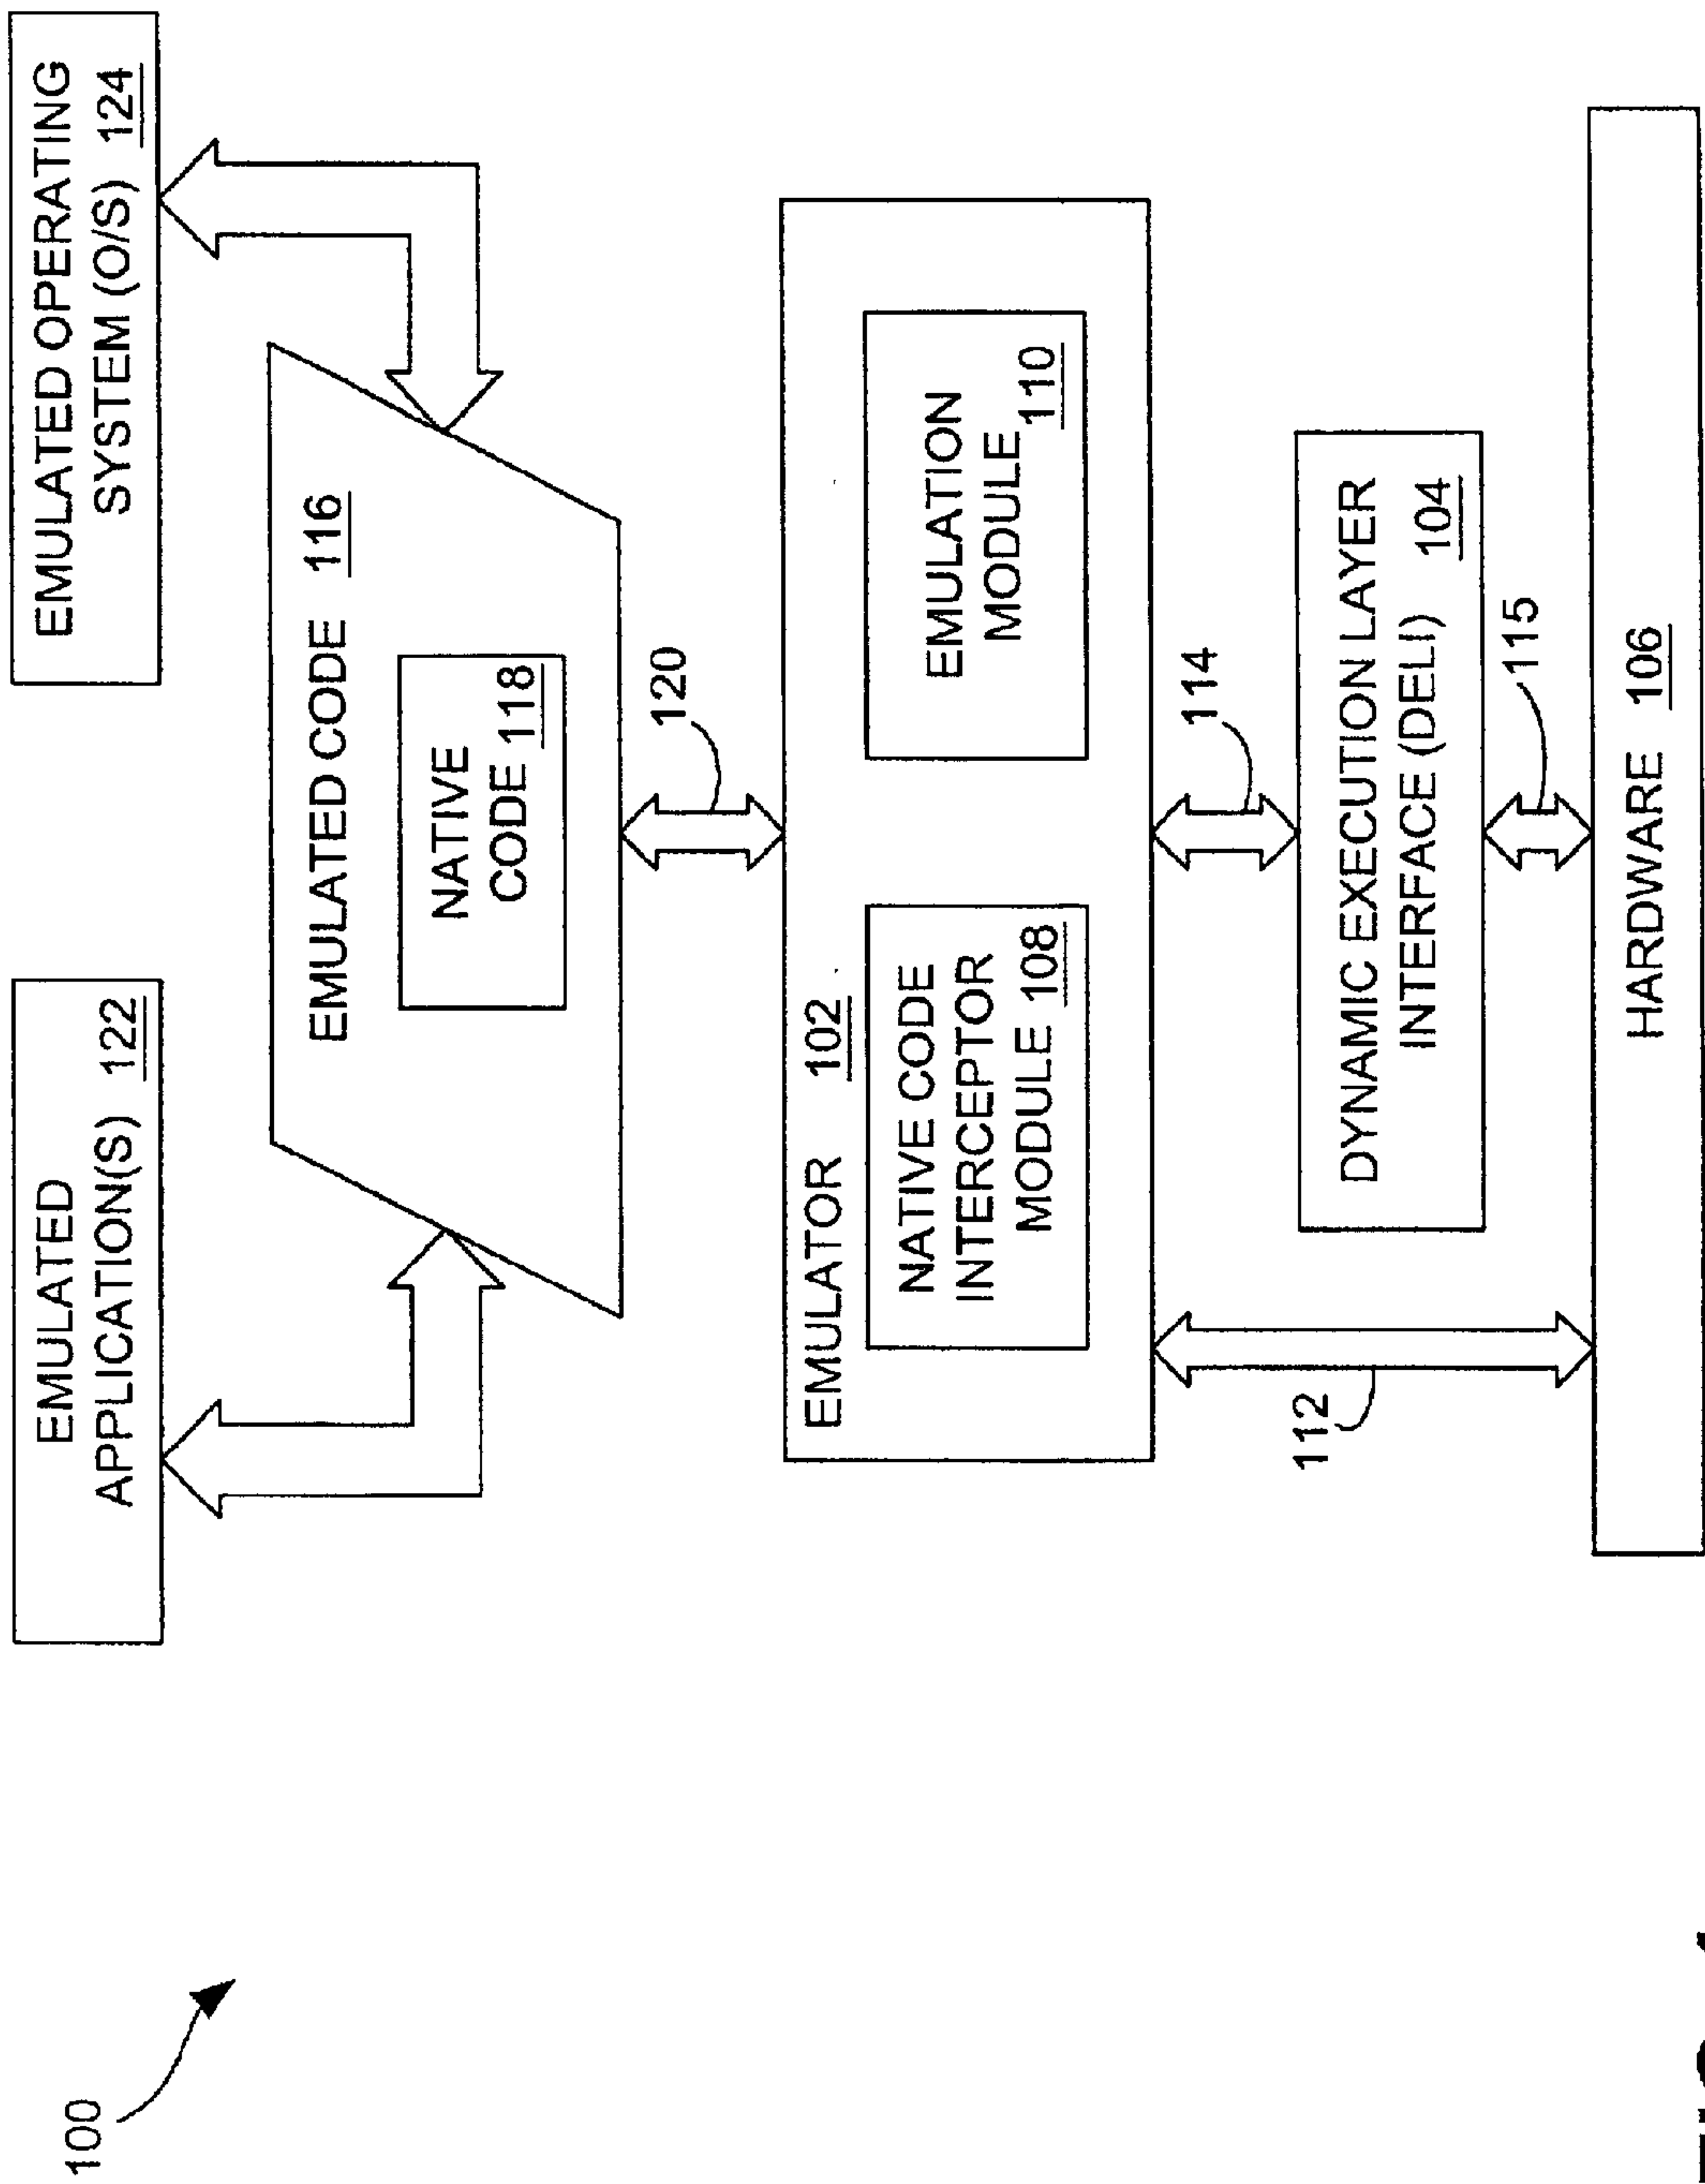 100
EMULATED
APPLICATION(S) 122
EMULATED OPERATING
SYSTEM (O/S) 124
EMULATED CODE 116
NATIVE
CODE 118
120
EMULATOR 102
NATIVE CODE
INTERCEPTOR
MODULE 108
EMULATION
MODULE 110
112
114
DYNAMIC EXECUTION LAYER
INTERFACE (DELI) 104
115
HARDWARE 106